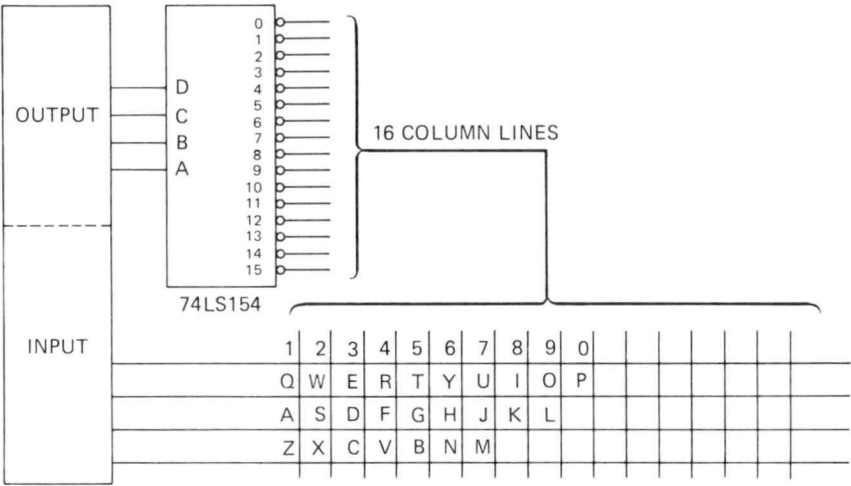 OUTPUT
INPUT
D
C
B
A
0
1
2
3
4
5
6
7
8
9
10
11
12
13
14
15
74LS154
16 COLUMN LINES
1 2 3 4 5 6 7 8 9 0
Q W E R T Y U I O P
A S D F G H J K L
Z X C V B N M